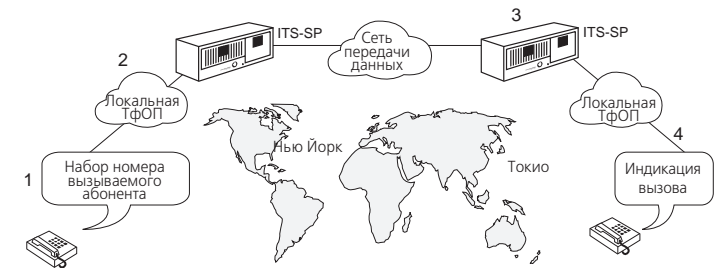 3
ITS-SP
Сеть
передачи
данных
ITS-SP
2
Локальная
ТфОП
Локальная
ТфОП
4
Нью Йорк
Токио
1
Набор номера
вызываемого
абонента
Индикация
вызова